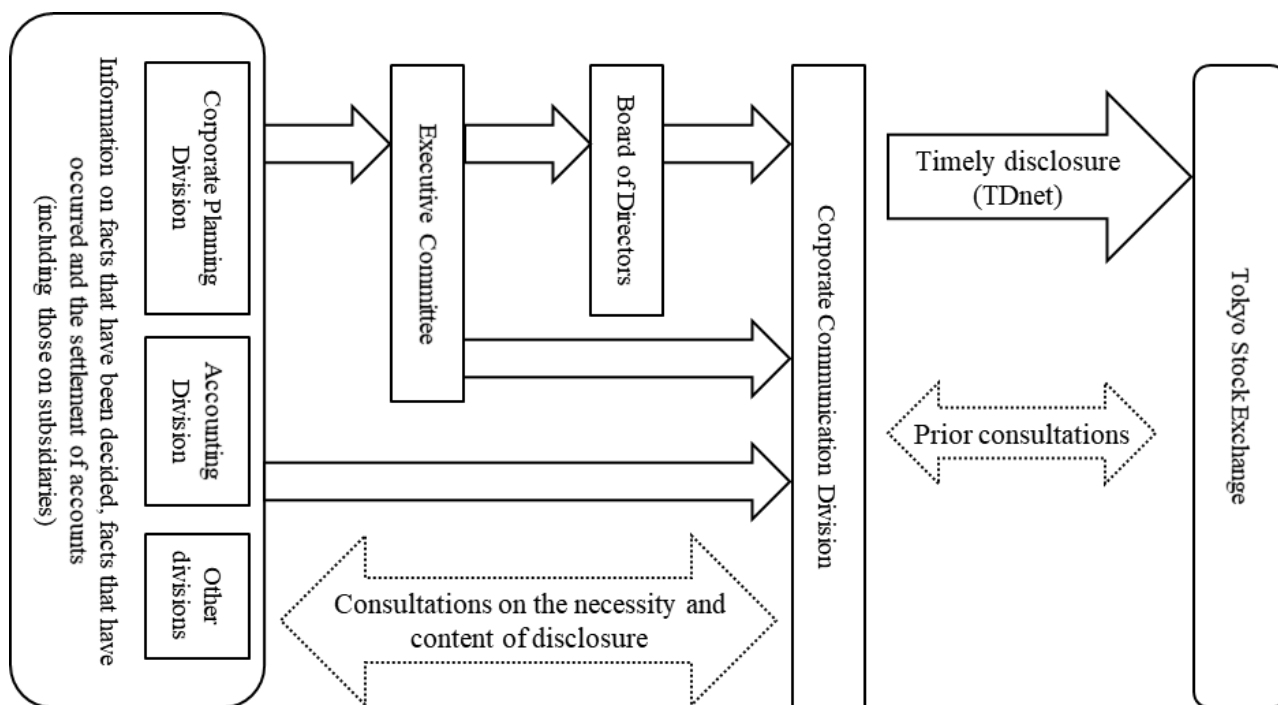 Information on facts that have been decided, facts that have
occurred and the settlement of accounts
(including those on subsidiaries)
Corporate Planning
Division
Accounting
Division
Other
divisions
Executive Committee
Board of Directors
Corporate Communication Division
Timely disclosure
(TDnet)
Prior consultations
Consultations on the necessity and
content of disclosure
Tokyo Stock Exchange